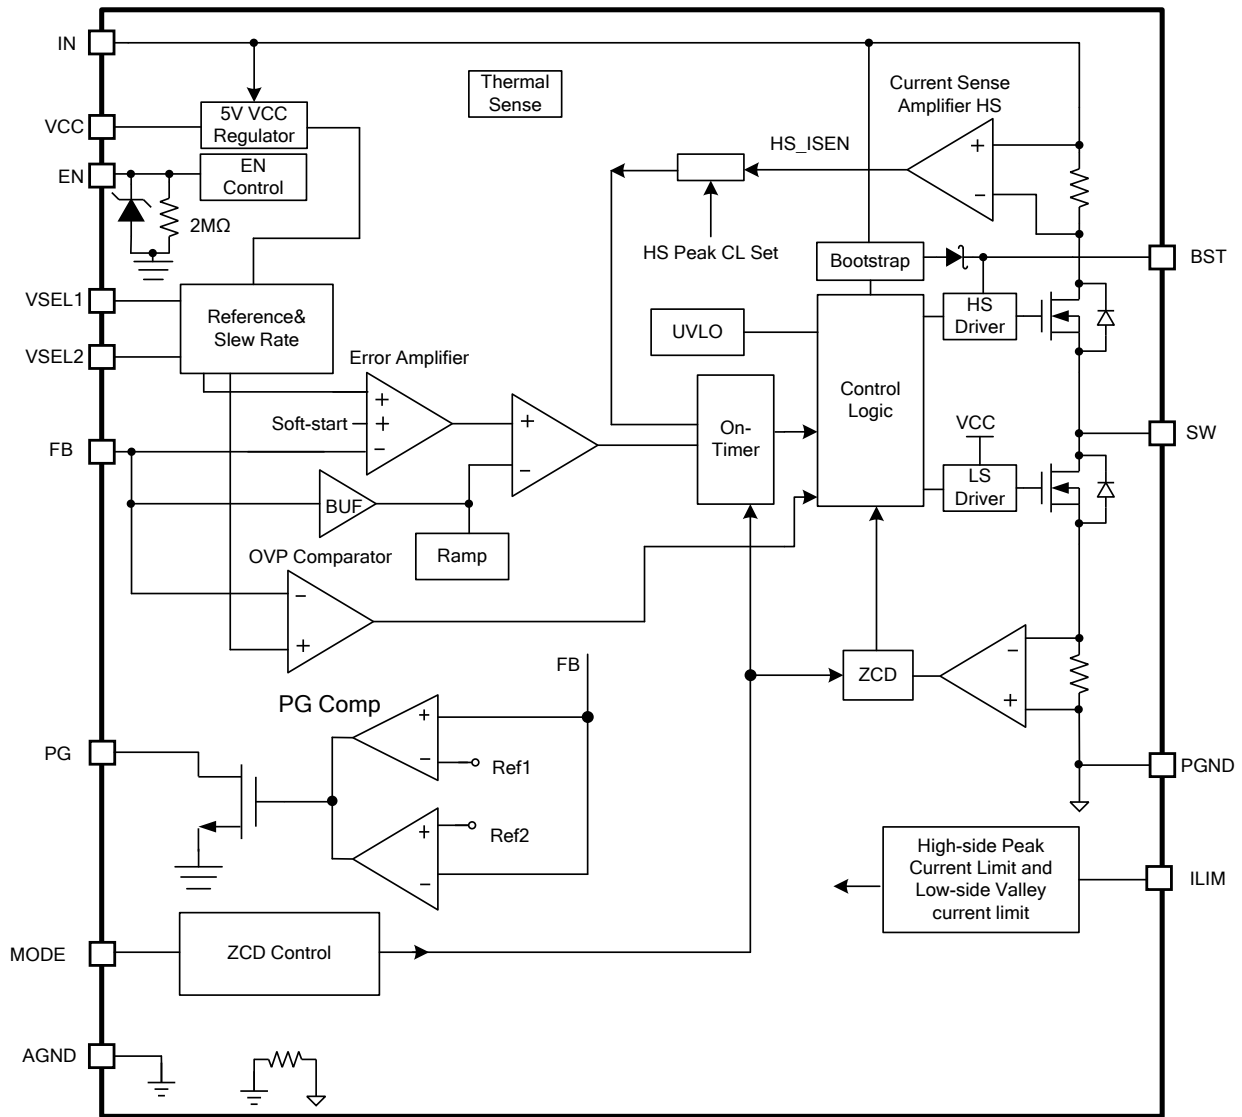 IN
Thermal
Sense
Current Sense
Amplifier HS
5V VCC
Regulator
VCC
+
HS_ISEN
EN
EN
Control
−
2MΩ
HS Peak CL Set
Bootstrap
BST
VSEL1
HS
Driver
Reference&
Slew Rate
UVLO
VSEL2
Error Amplifier
Control
Logic
+
+
Soft-start
+
On-
Timer
VCC
SW
FB
−
−
LS
Driver
BUF
Ramp
OVP Comparator
−
+
−
FB
ZCD
+
PG Comp
+
PG
−
Ref1
PGND
+
Ref2
High-side Peak
Current Limit and
Low-side Valley
current limit
ILIM
−
MODE
ZCD Control
AGND